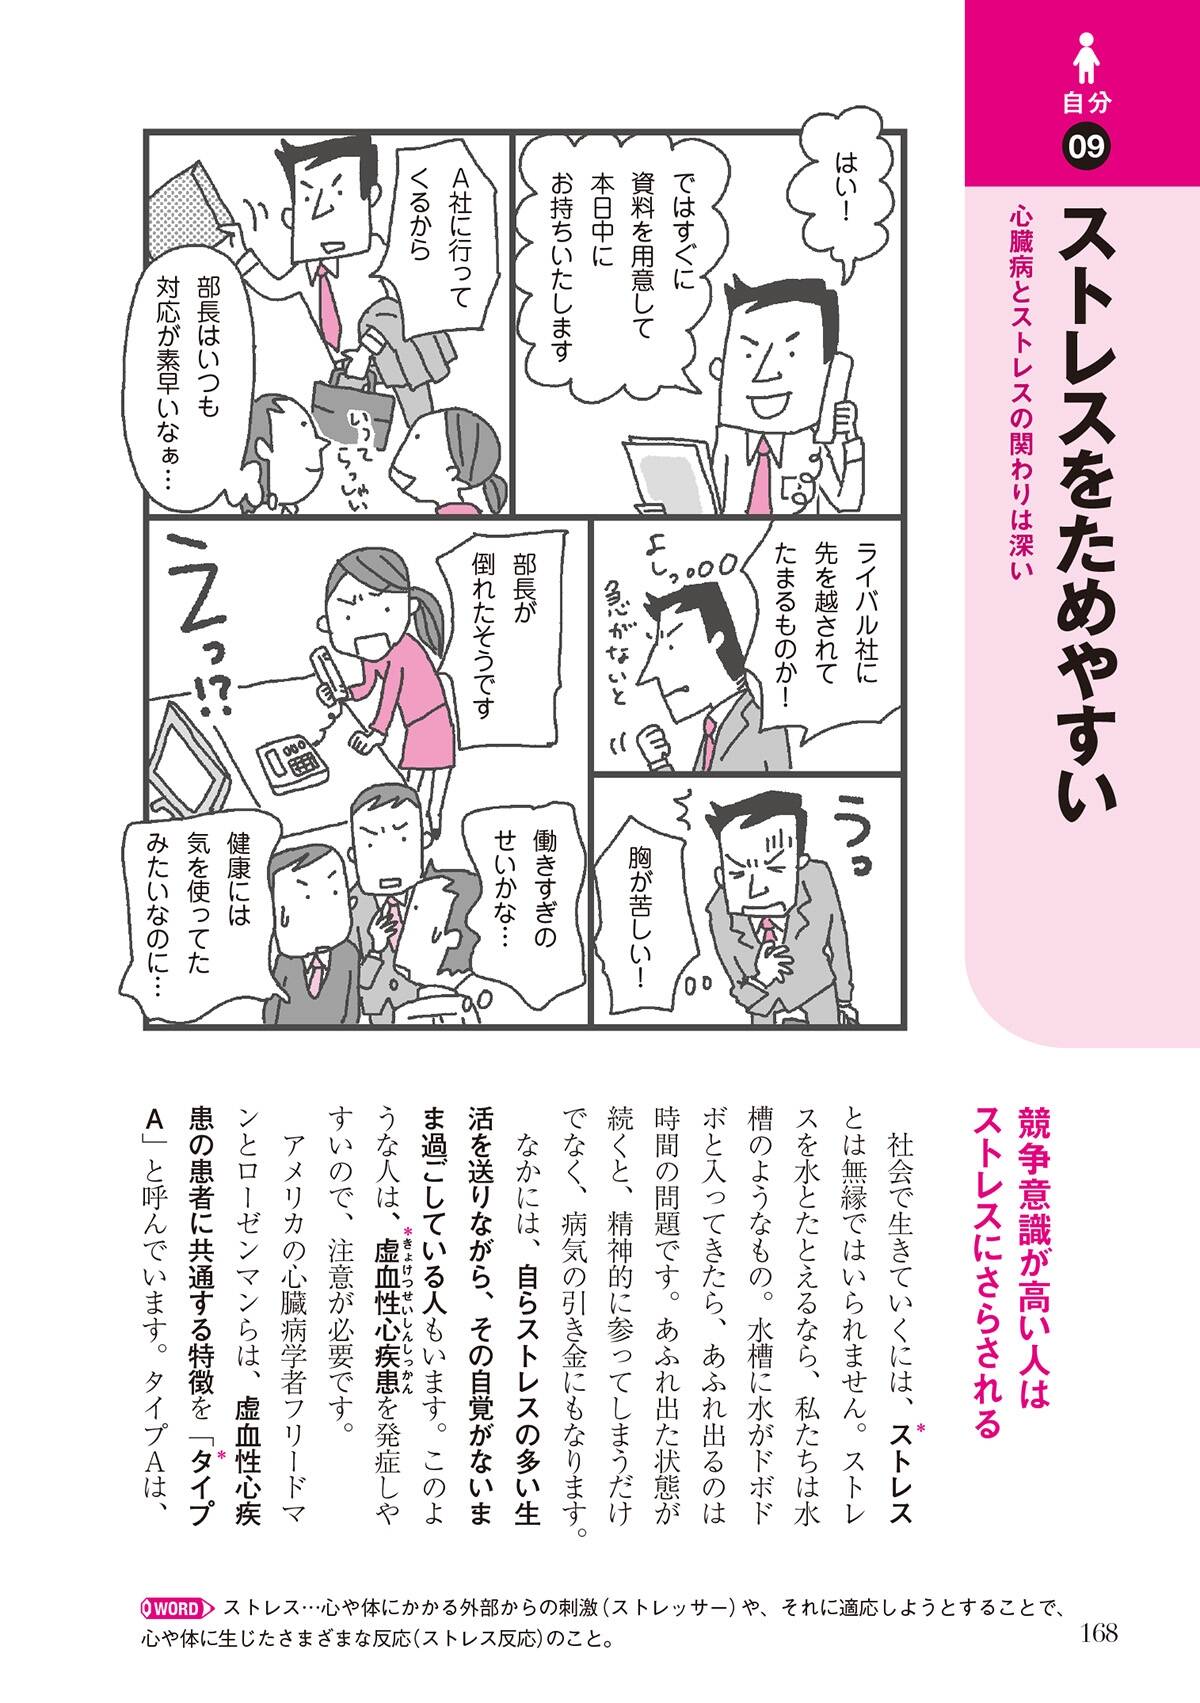 自分
09
ストレスをためやすい
心臓病とストレスの関わりは深い
はい！
ではすぐに
資料を用意して
本日中に
お持ちいたします
A社に行って
くるから
いって
らっしゃい
部長はいつも
対応が素早いなぁ…
ライバル社に
先を越されて
たまるものか！
よしっ
急がないと
うっ
胸が苦しい！
部長が
倒れたそうです
えっ!?
働きすぎの
せいかな…
健康には
気を使ってた
みたいなのに…
競争意識が高い人は
ストレスにさらされる
社会で生きていくには、ストレス*
とは無縁ではいられません。ストレ
スを水とたとえるなら、私たちは水
槽のようなもの。水槽に水がドボド
ボと入ってきたら、あふれ出るのは
時間の問題です。あふれ出た状態が
続くと、精神的に参ってしまうだけ
でなく、病気の引き金にもなります。
なかには、自らストレスの多い生
活を送りながら、その自覚がないま
ま過ごしている人もいます。このよ
うな人は、*虚血性心疾患（きょけつせいしんしっかん）を発症しや
すいので、注意が必要です。
アメリカの心臓病学者フリードマ
ンとローゼンマンらは、虚血性心疾
患の患者に共通する特徴を「*タイプ
A」と呼んでいます。タイプAは、
WORD ストレス…心や体にかかる外部からの刺激（ストレッサー）や、それに適応しようとすることで、
心や体に生じたさまざまな反応（ストレス反応）のこと。
168